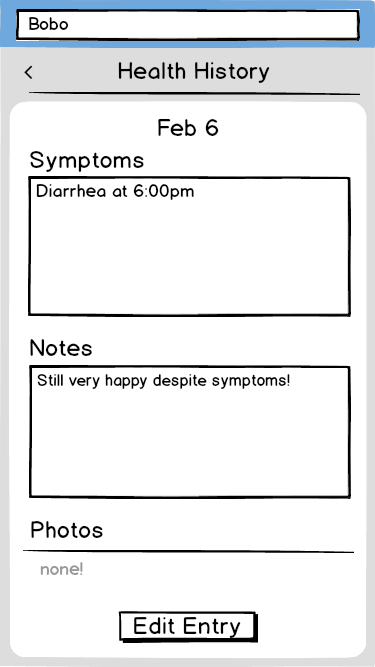 Bobo
Health History
Feb 6
Symptoms
Diarrhea at 6:00pm
Notes
Still very happy despite symptoms!
Photos
none!
Edit Entry